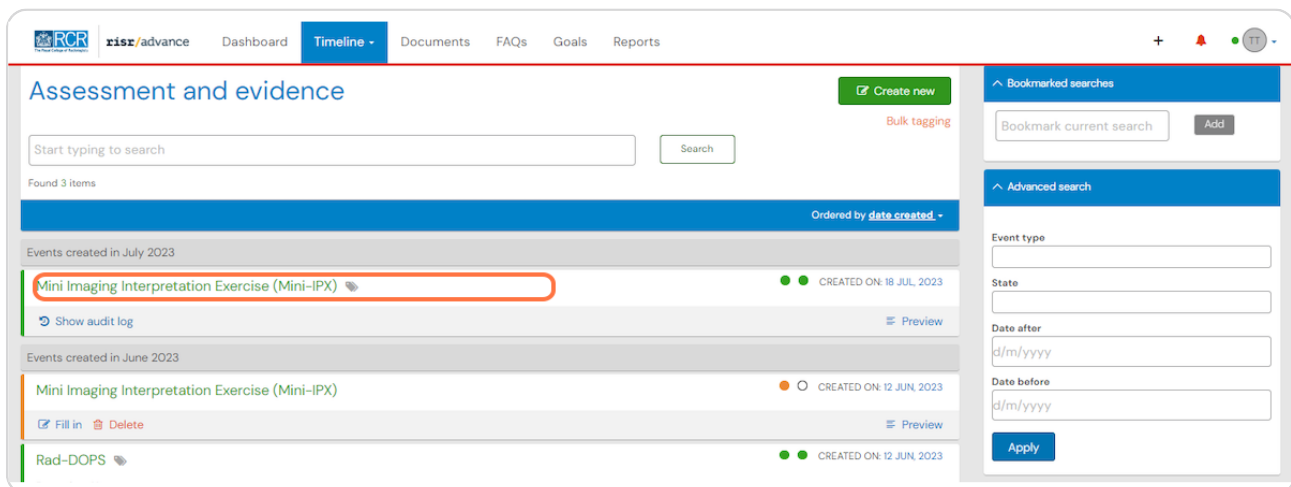 RCR risr/advance Dashboard Timeline Documents FAQs Goals Reports + TT
Assessment and evidence
Create new
Bulk tagging
Start typing to search
Search
Found 3 items
Ordered by date created
Events created in July 2023
Mini Imaging Interpretation Exercise (Mini-IPX)
CREATED ON: 18 JUL, 2023
Show audit log
Preview
Events created in June 2023
Mini Imaging Interpretation Exercise (Mini-IPX)
CREATED ON: 12 JUN, 2023
Fill in Delete
Preview
Rad-DOPS
CREATED ON: 12 JUN, 2023
Bookmarked searches
Bookmark current search
Add
Advanced search
Event type
State
Date after
d/m/yyyy
Date before
d/m/yyyy
Apply